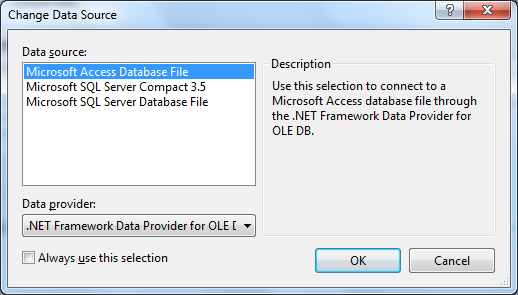 Change Data Source
Data source:
Microsoft Access Database File
Microsoft SQL Server Compact 3.5
Microsoft SQL Server Database File
Description
Use this selection to connect to a
Microsoft Access database file through
the .NET Framework Data Provider for
OLE DB.
Data provider:
.NET Framework Data Provider for OLE D
Always use this selection
OK
Cancel